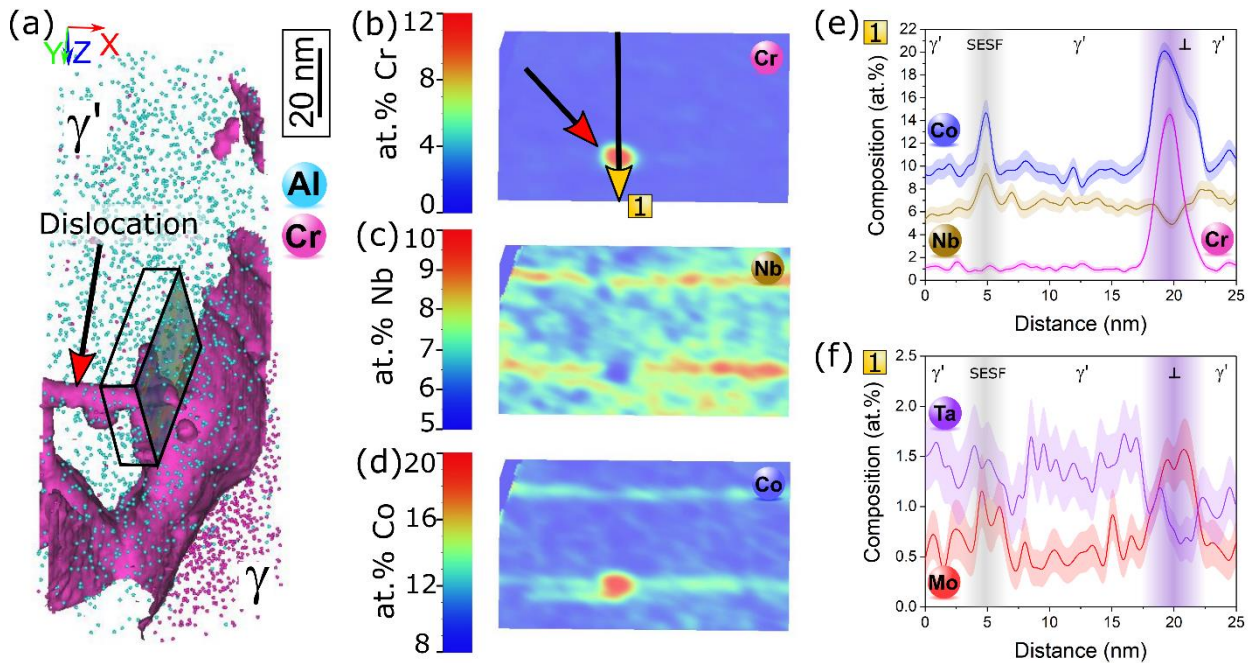 (a)
Y Z X
20 nm
γ'
Al
Cr
Dislocation
γ
(b)
at.% Cr
12
8
4
0
Cr
1
(c)
at.% Nb
10
9
8
7
6
5
Nb
(d)
at.% Co
20
16
12
8
Co
(e) 1
Composition (at.%)
22
20
18
16
14
12
10
8
6
4
2
0
γ' SESF γ' ⊥ γ'
Co
Nb
Cr
0 5 10 15 20 25
Distance (nm)
(f) 1
Composition (at.%)
2.5
2.0
1.5
1.0
0.5
0.0
γ' SESF γ' ⊥ γ'
Ta
Mo
0 5 10 15 20 25
Distance (nm)